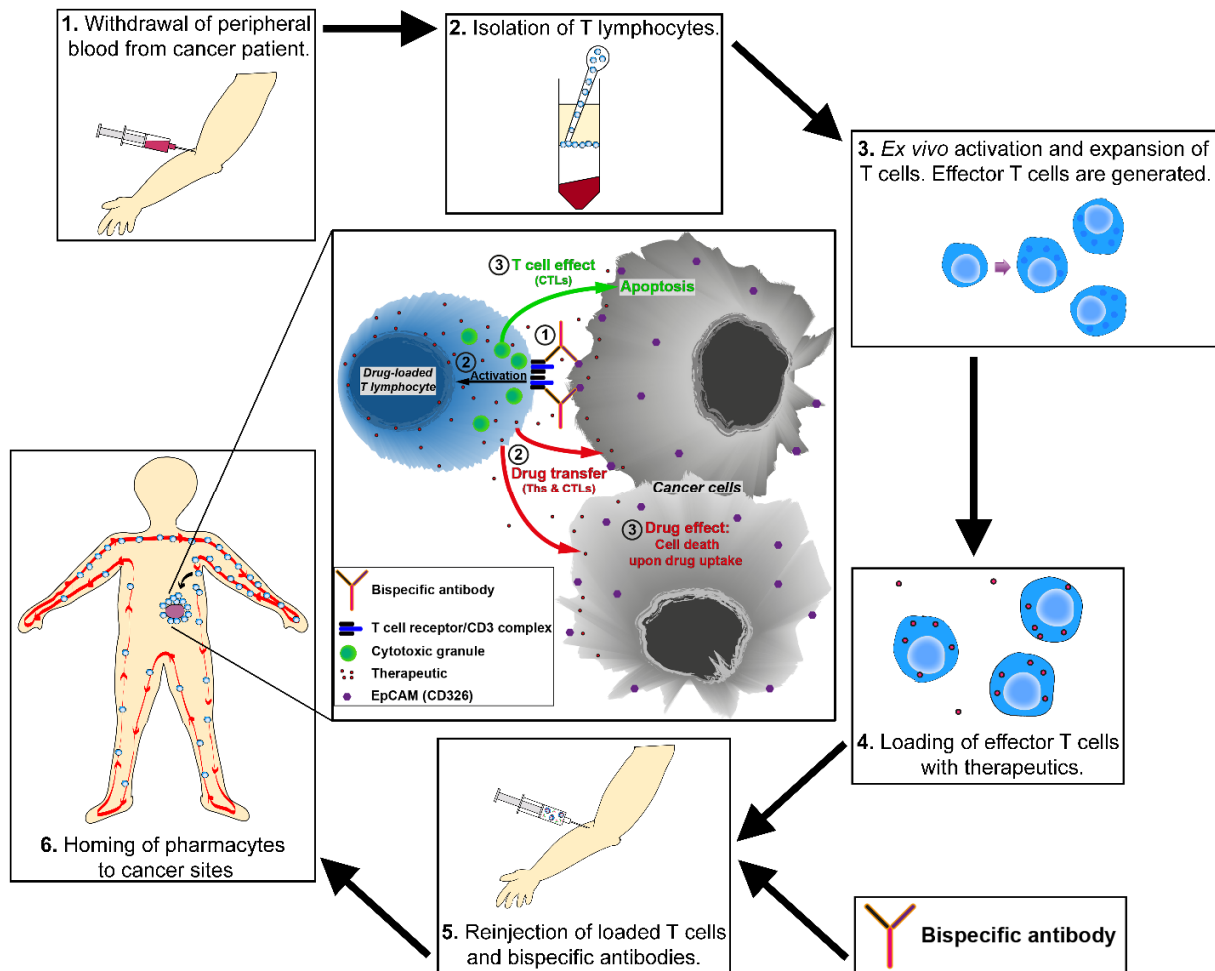 1. Withdrawal of peripheral
blood from cancer patient.
2. Isolation of T lymphocytes.
3. Ex vivo activation and expansion of
T cells. Effector T cells are generated.
3 T cell effect
(CTLs)
Apoptosis
1
2
Activation
Drug-loaded
T lymphocyte
2
Drug transfer
(Ths & CTLs)
Cancer cells
3 Drug effect:
Cell death
upon drug uptake
Bispecific antibody
T cell receptor/CD3 complex
Cytotoxic granule
Therapeutic
EpCAM (CD326)
4. Loading of effector T cells
with therapeutics.
Bispecific antibody
5. Reinjection of loaded T cells
and bispecific antibodies.
6. Homing of pharmacytes
to cancer sites